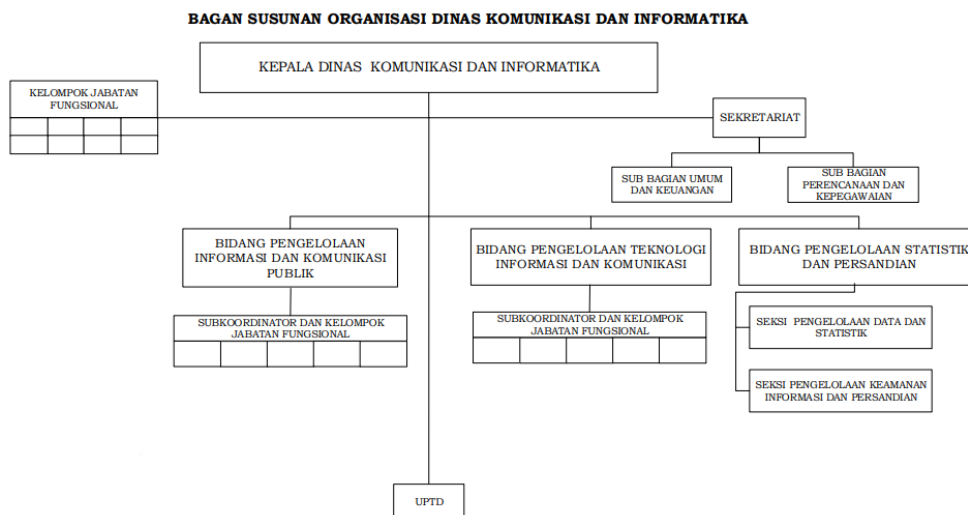 BAGAN SUSUNAN ORGANISASI DINAS KOMUNIKASI DAN INFORMATIKA
KEPALA DINAS KOMUNIKASI DAN INFORMATIKA
KELOMPOK JABATAN
FUNGSIONAL
SEKRETARIAT
SUB BAGIAN UMUM
DAN KEUANGAN
SUB BAGIAN
PERENCANAAN DAN
KEPEGAWAIAN
BIDANG PENGELOLAAN
INFORMASI DAN KOMUNIKASI
PUBLIK
BIDANG PENGELOLAAN TEKNOLOGI
INFORMASI DAN KOMUNIKASI
BIDANG PENGELOLAAN STATISTIK
DAN PERSANDIAN
SUBKOORDINATOR DAN KELOMPOK
JABATAN FUNGSIONAL
SUBKOORDINATOR DAN KELOMPOK
JABATAN FUNGSIONAL
SEKSI PENGELOLAAN DATA DAN
STATISTIK
SEKSI PENGELOLAAN KEAMANAN
INFORMASI DAN PERSANDIAN
UPTD